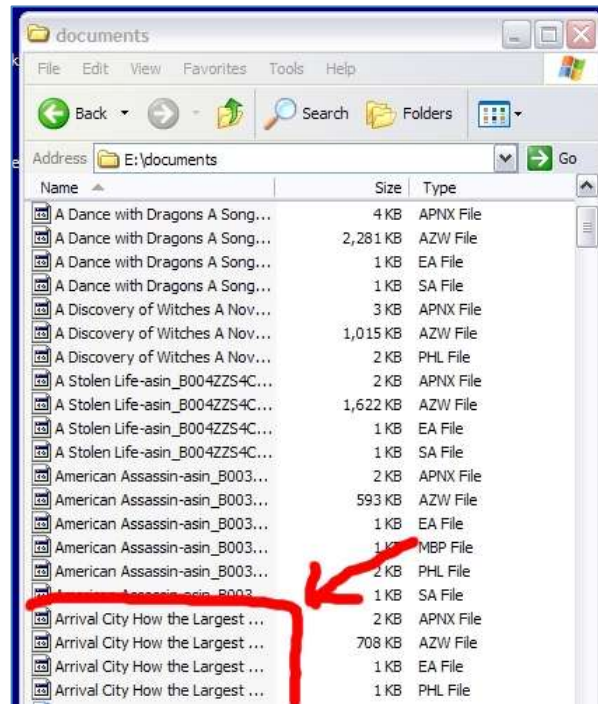 documents
File Edit View Favorites Tools Help
Back Search Folders
Address E:\documents Go
Name Size Type
A Dance with Dragons A Song... 4 KB APNX File
A Dance with Dragons A Song... 2,281 KB AZW File
A Dance with Dragons A Song... 1 KB EA File
A Dance with Dragons A Song... 1 KB SA File
A Discovery of Witches A Nov... 3 KB APNX File
A Discovery of Witches A Nov... 1,015 KB AZW File
A Discovery of Witches A Nov... 2 KB PHL File
A Stolen Life-asin_B004ZZS4C... 2 KB APNX File
A Stolen Life-asin_B004ZZS4C... 1,622 KB AZW File
A Stolen Life-asin_B004ZZS4C... 1 KB EA File
A Stolen Life-asin_B004ZZS4C... 1 KB SA File
American Assassin-asin_B003... 2 KB APNX File
American Assassin-asin_B003... 593 KB AZW File
American Assassin-asin_B003... 1 KB EA File
American Assassin-asin_B003... 1 KB MBP File
American Assassin-asin_B003... 2 KB PHL File
American Assassin-asin_B003... 1 KB SA File
Arrival City How the Largest ... 2 KB APNX File
Arrival City How the Largest ... 708 KB AZW File
Arrival City How the Largest ... 1 KB EA File
Arrival City How the Largest ... 1 KB PHL File